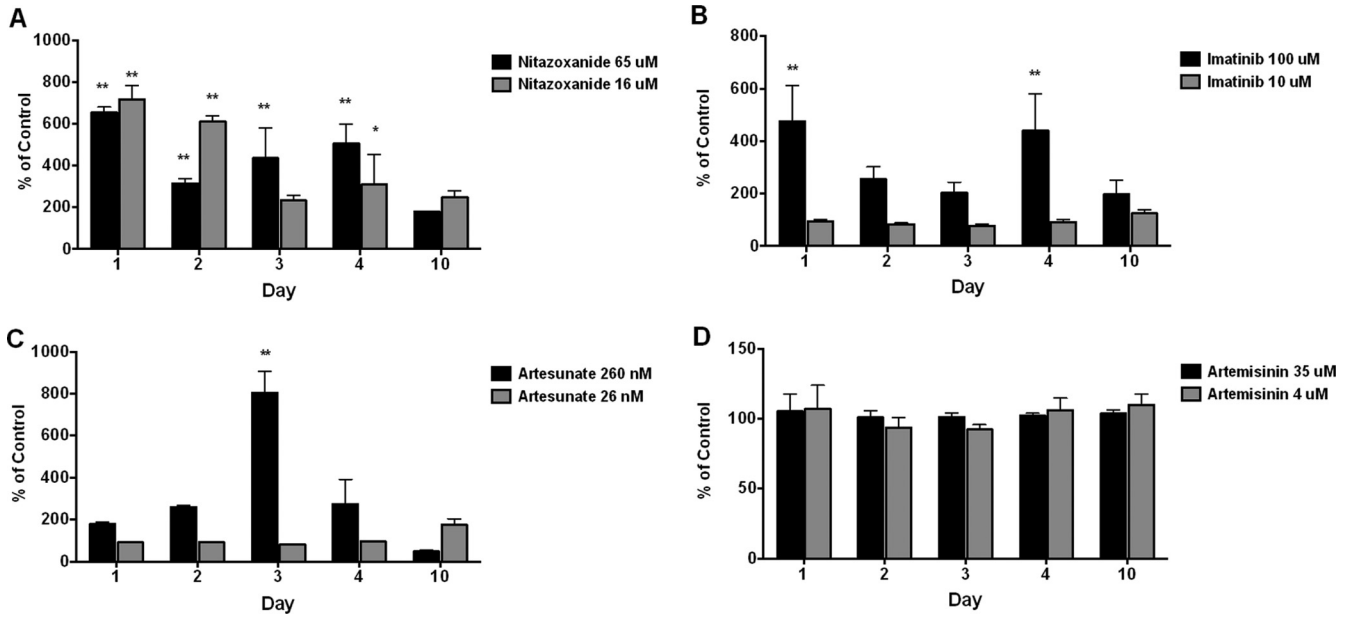 A
1000
800
600
400
200
0
% of Control
** ** ** ** ** ** *
1 2 3 4 10
Day
Nitazoxanide 65 uM
Nitazoxanide 16 uM
B
800
600
400
200
0
% of Control
** **
1 2 3 4 10
Day
Imatinib 100 uM
Imatinib 10 uM
C
1000
800
600
400
200
0
% of Control
**
1 2 3 4 10
Day
Artesunate 260 nM
Artesunate 26 nM
D
150
100
50
0
% of Control
1 2 3 4 10
Day
Artemisinin 35 uM
Artemisinin 4 uM